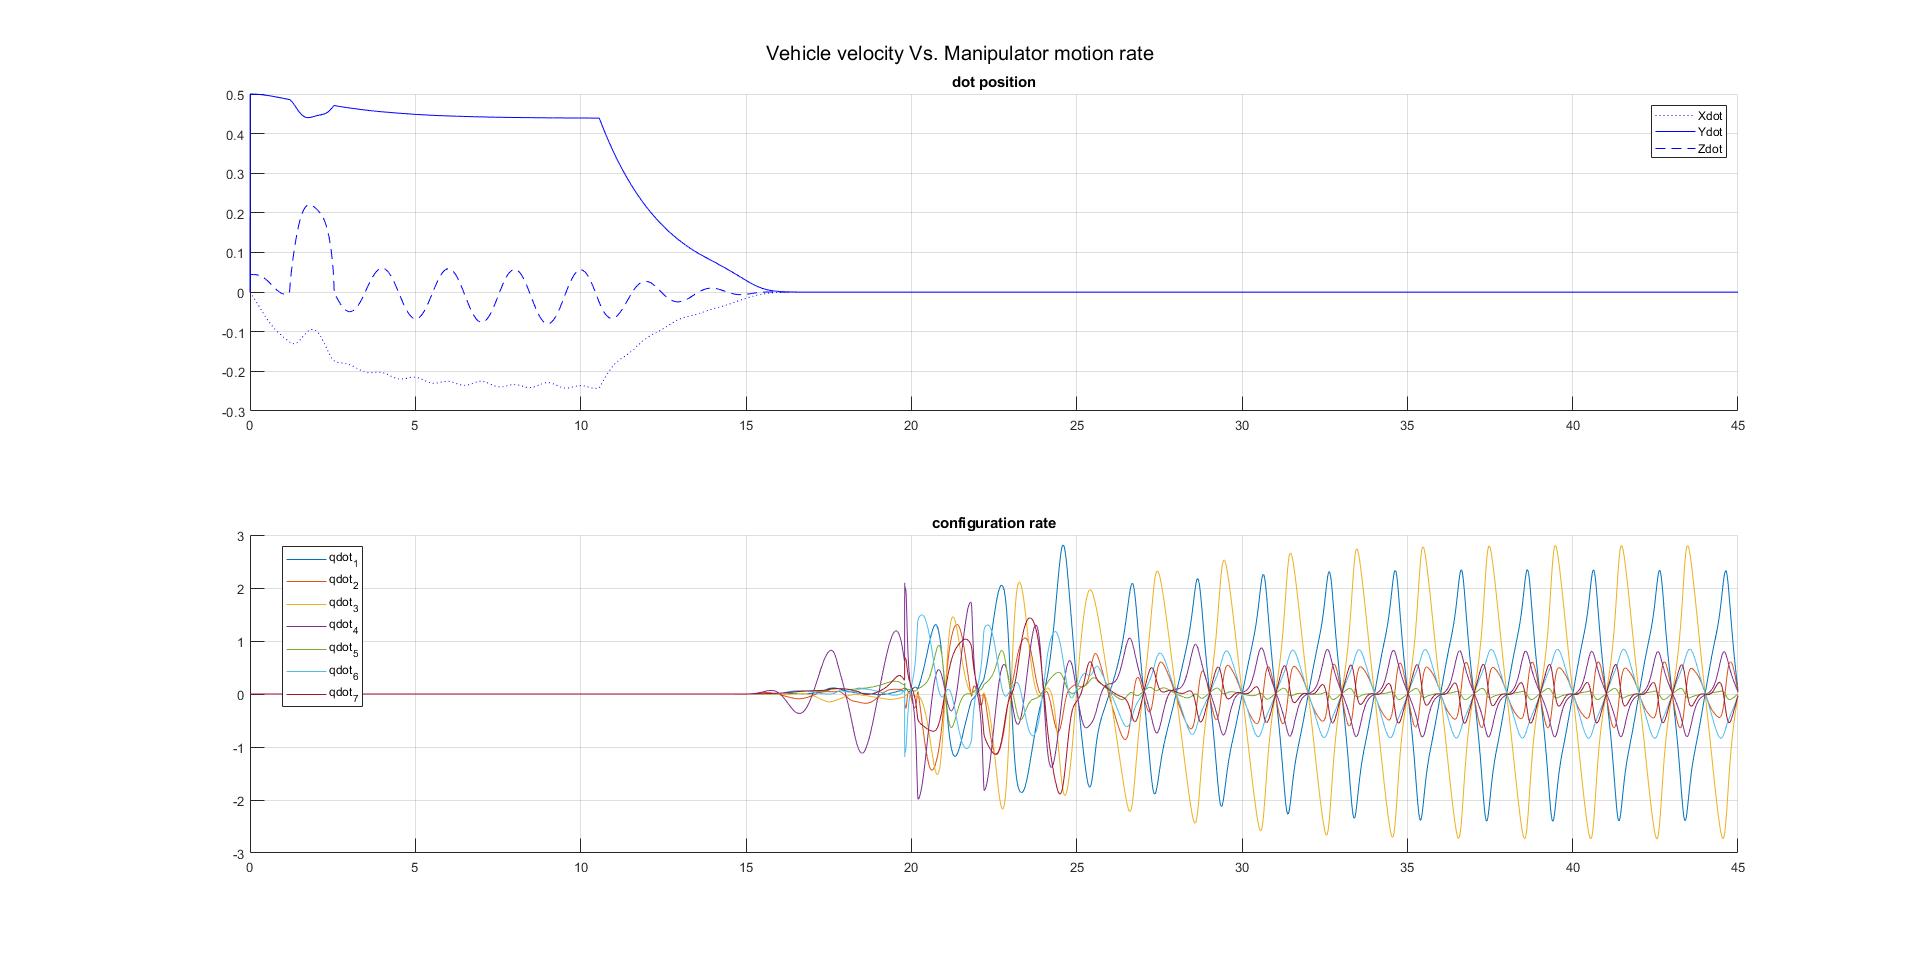 Vehicle velocity Vs. Manipulator motion rate
dot position
0.5
0.4
0.3
0.2
0.1
0
-0.1
-0.2
-0.3
Xdot
Ydot
Zdot
0 5 10 15 20 25 30 35 40 45
configuration rate
3
2
1
0
-1
-2
-3
qdot1
qdot2
qdot3
qdot4
qdot5
qdot6
qdot7
0 5 10 15 20 25 30 35 40 45